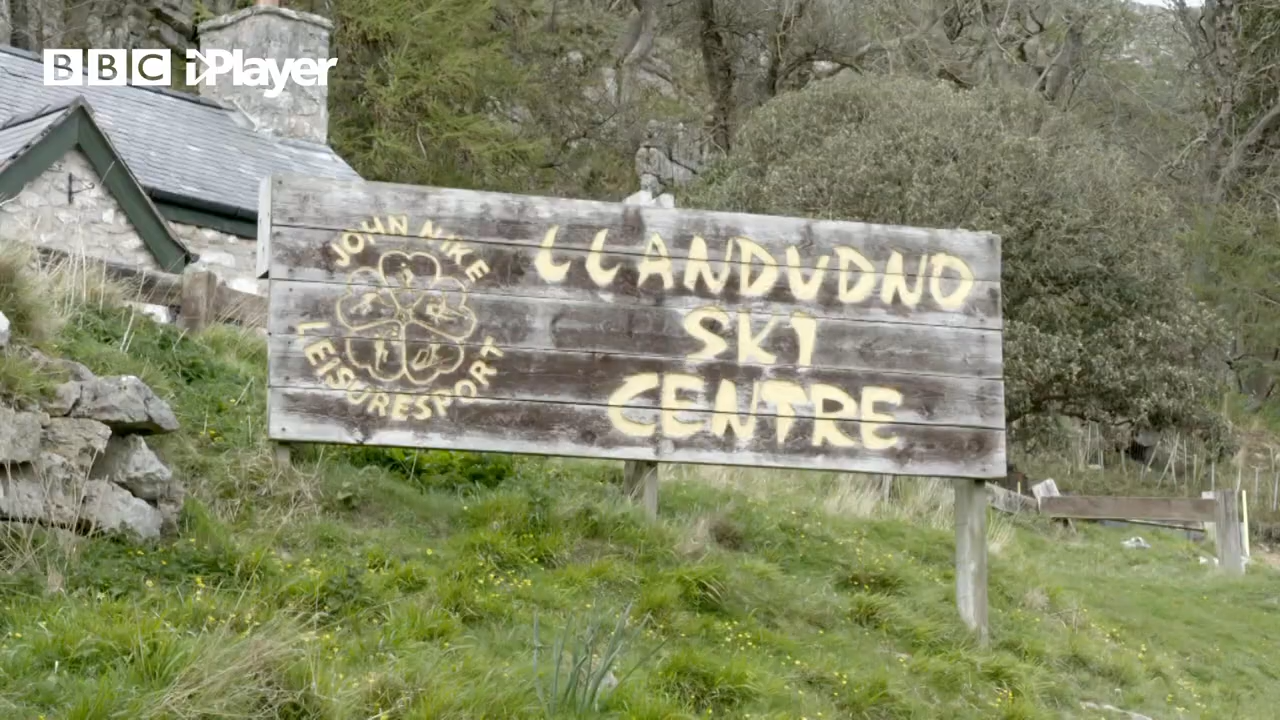 BBC iPlayer
JOHN NIKE
LEISURESPORT
LLANDUDNO
SKI
CENTRE